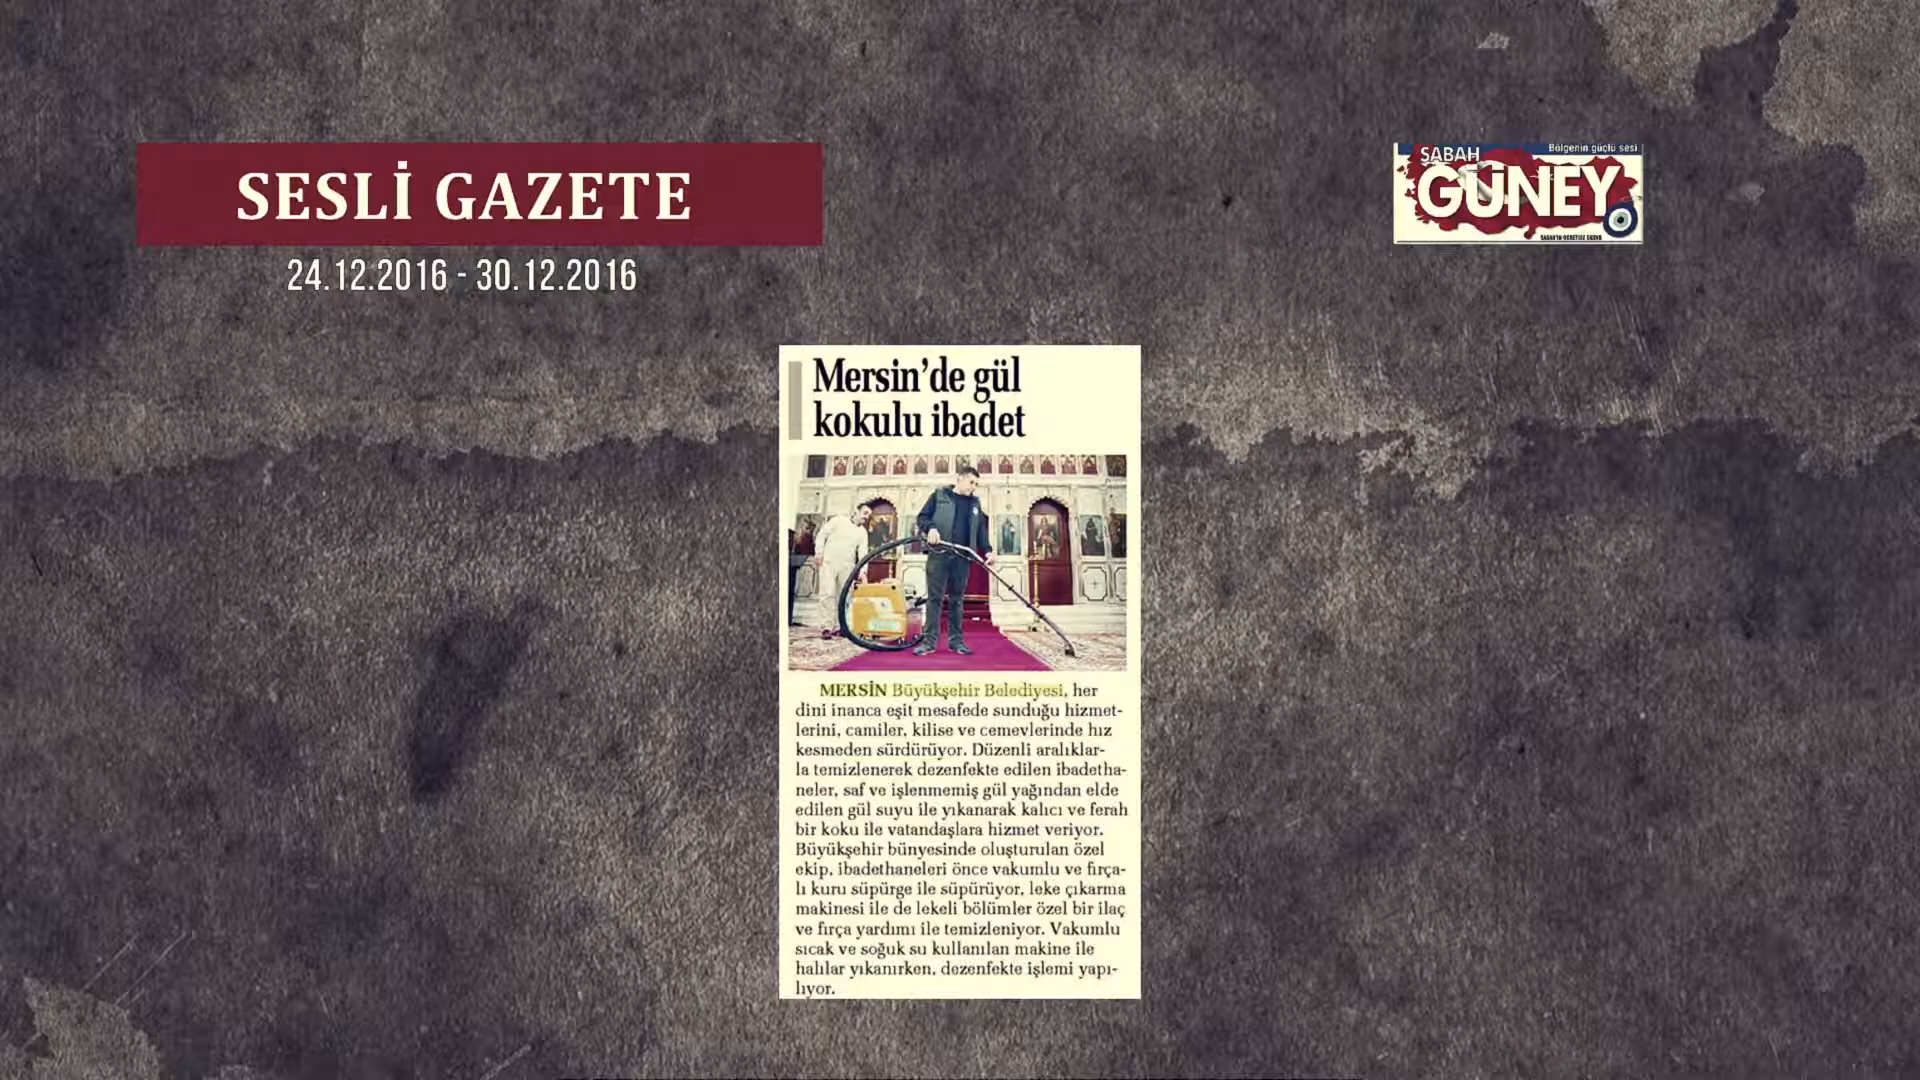 SESLİ GAZETE
24.12.2016 - 30.12.2016
Bölgenin güçlü sesi
SABAH
GÜNEY
Mersin'de gül
kokulu ibadet
MERSİN Büyükşehir Belediyesi, her
dini inanca eşit mesafede sunduğu hizmet-
lerini, camiler, kilise ve cemevlerinde hız
kesmeden sürdürüyor. Düzenli aralıklar-
la temizlenerek dezenfekte edilen ibadetha-
neler, saf ve işlenmemiş gül yağından elde
edilen gül suyu ile yıkanarak kalıcı ve ferah
bir koku ile vatandaşlara hizmet veriyor.
Büyükşehir bünyesinde oluşturulan özel
ekip, ibadethaneleri önce vakumlu ve fırça-
lı kuru süpürge ile süpürüyor, leke çıkarma
makinesi ile de lekeli bölümler özel bir ilaç
ve fırça yardımı ile temizleniyor. Vakumlu
sıcak ve soğuk su kullanılan makine ile
halılar yıkanırken, dezenfekte işlemi yapı-
lıyor.